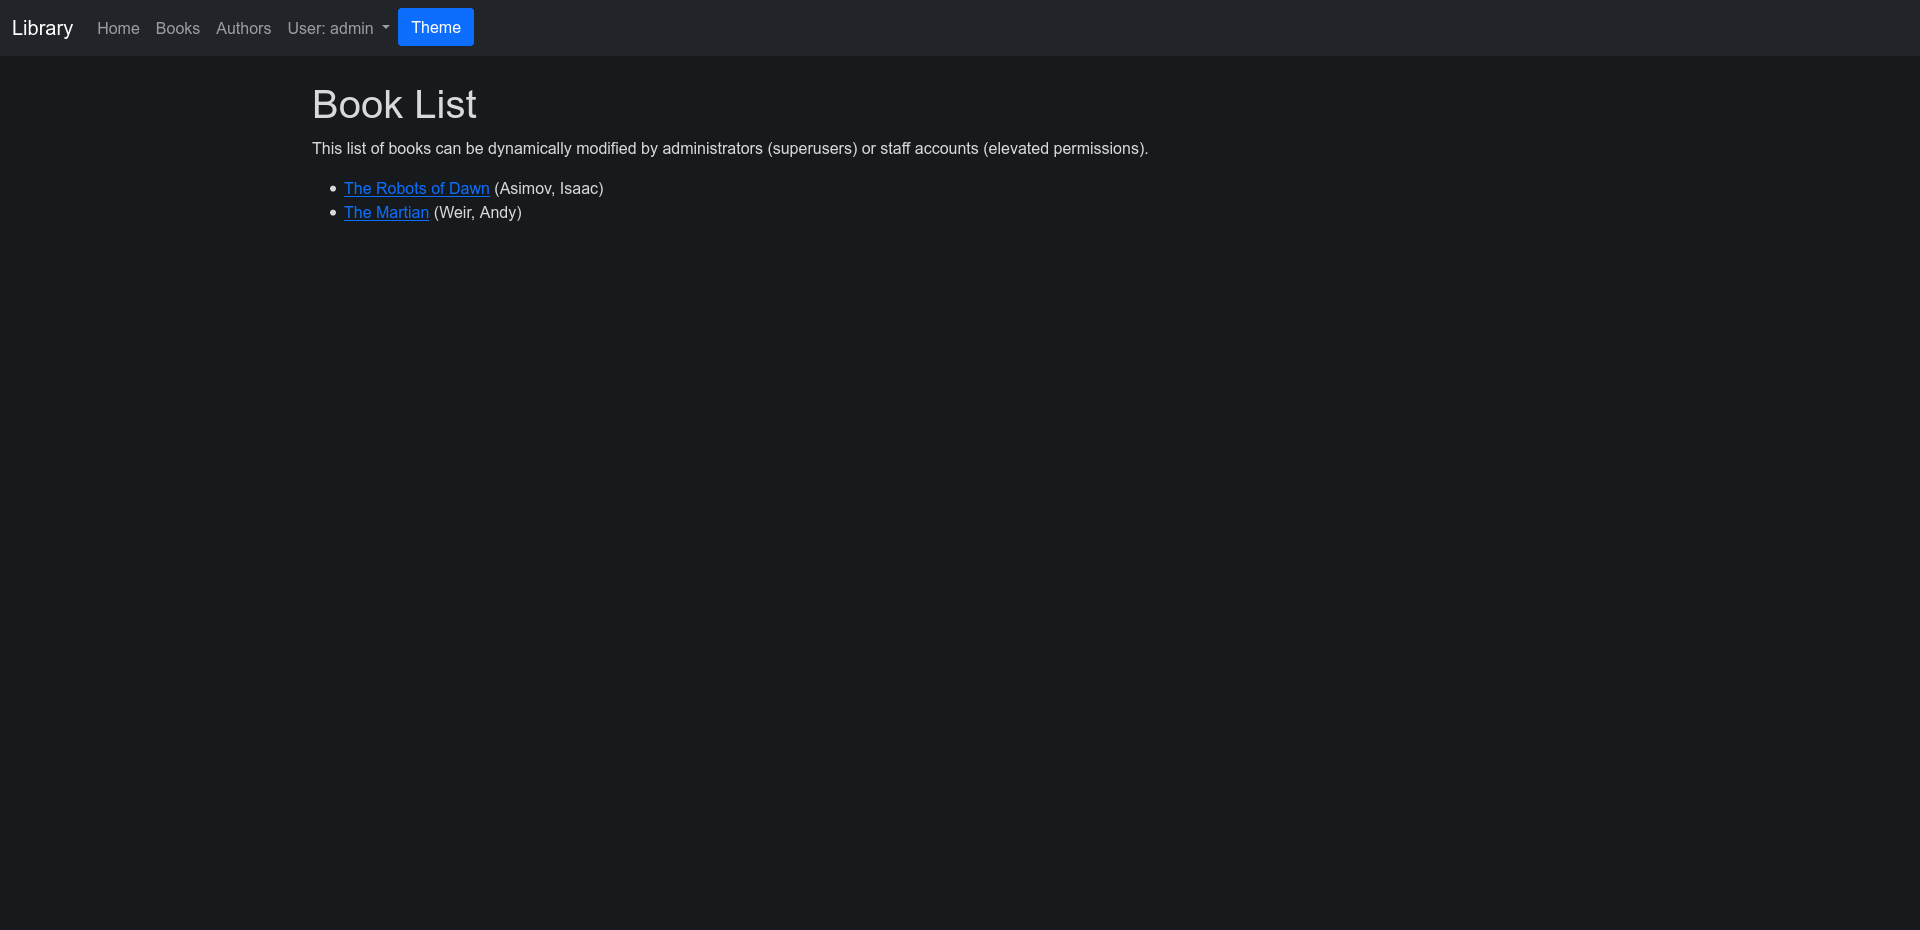 Library Home Books Authors User: admin Theme
Book List
This list of books can be dynamically modified by administrators (superusers) or staff accounts (elevated permissions).
The Robots of Dawn (Asimov, Isaac)
The Martian (Weir, Andy)